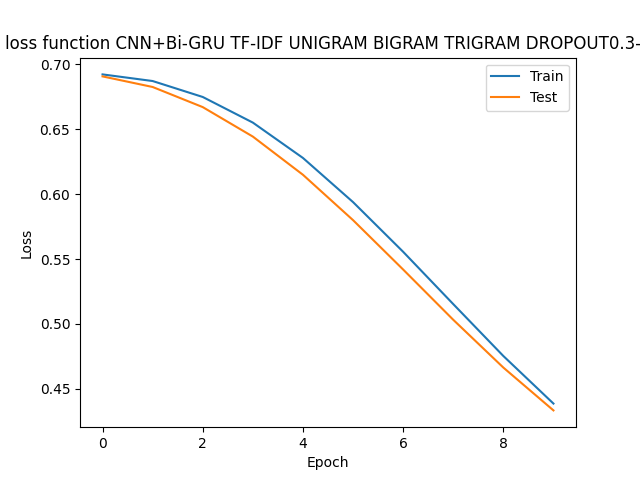 loss function CNN+Bi-GRU TF-IDF UNIGRAM BIGRAM TRIGRAM DROPOUT0.3-
Train
Test
0.70
0.65
0.60
0.55
0.50
0.45
Loss
0 2 4 6 8
Epoch